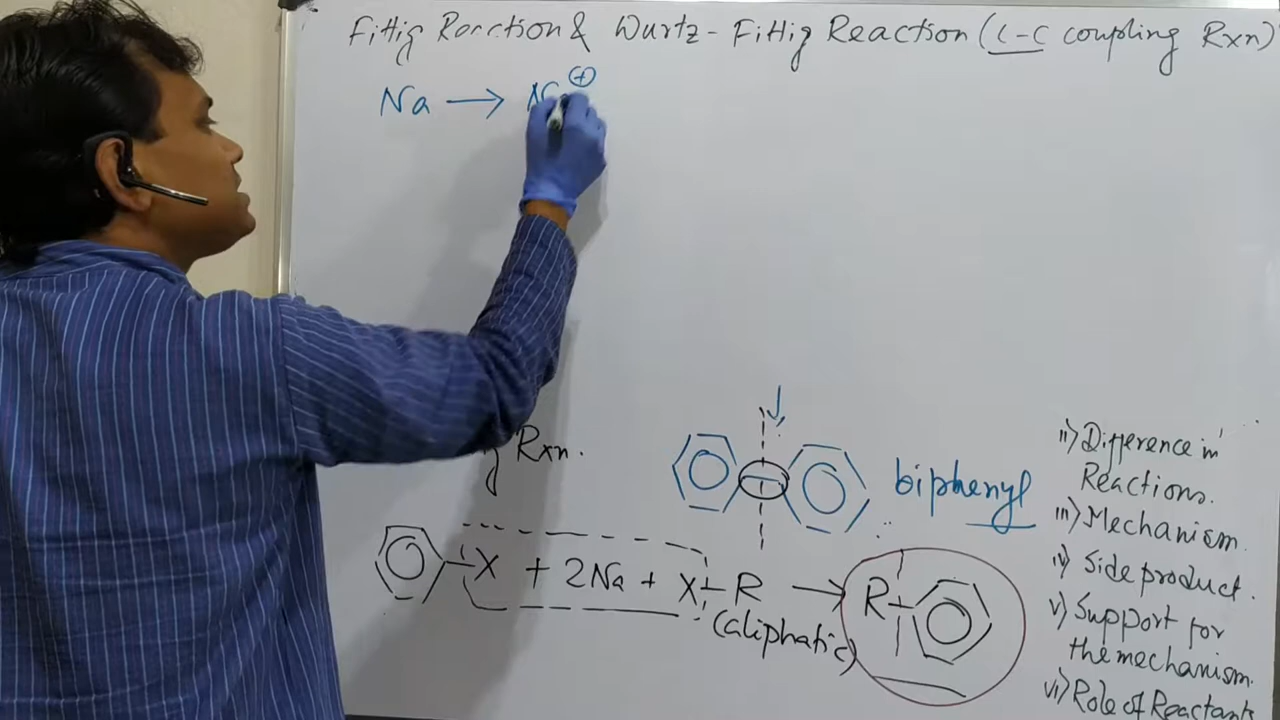 Fittig Reaction & Wurtz-Fittig Reaction (C-C coupling Rxn)
Na → Na⊕
Rxn.
biphenyl
X + 2Na + X-R → R
(aliphatic)
ii) Difference in
Reactions.
iii) Mechanism.
iv) Side product.
v) Support for
the mechanism.
vi) Role of Reactants